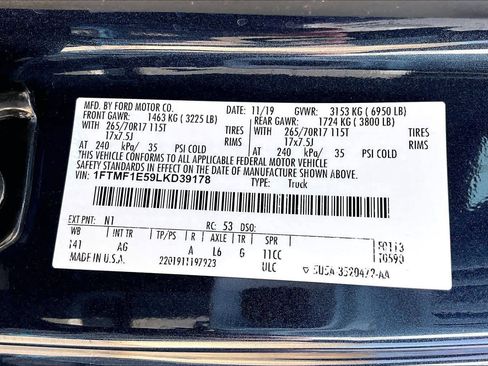 MFD. BY FORD MOTOR CO. 11/19 GVWR: 3153 KG ( 6950 LB)
FRONT GAWR: 1463 KG ( 3225 LB) REAR GAWR: 1724 KG ( 3800 LB)
WITH 265/70R17 115T TIRES WITH 265/70R17 115T TIRES
17x7.5J RIMS 17x7.5J RIMS
AT 240 kPa/ 35 PSI COLD AT 240 kPa/ 35 PSI COLD
THIS VEHICLE CONFORMS TO ALL APPLICABLE FEDERAL MOTOR VEHICLE
SAFETY STANDARDS IN EFFECT ON THE DATE OF MANUFACTURE SHOWN ABOVE.
VIN: 1FTMF1E59LKD39178 TYPE: Truck
EXT PNT: N1 RC: 53 DSO:
WB INT TR TP/PS R AXLE TR SPR
141 AG A L6 G 11CC
MADE IN U.S.A. 2201911197923 ULC